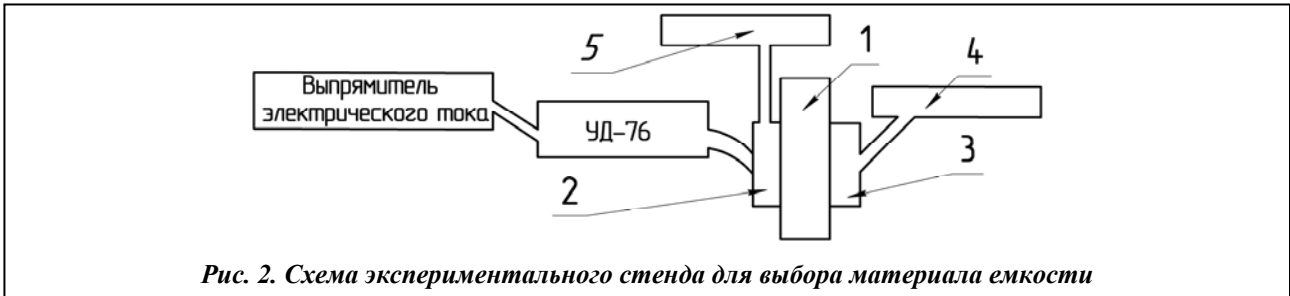 5
1
4
Выпрямитель
электрического тока
УД–76
3
2
Рис. 2. Схема экспериментального стенда для выбора материала емкости